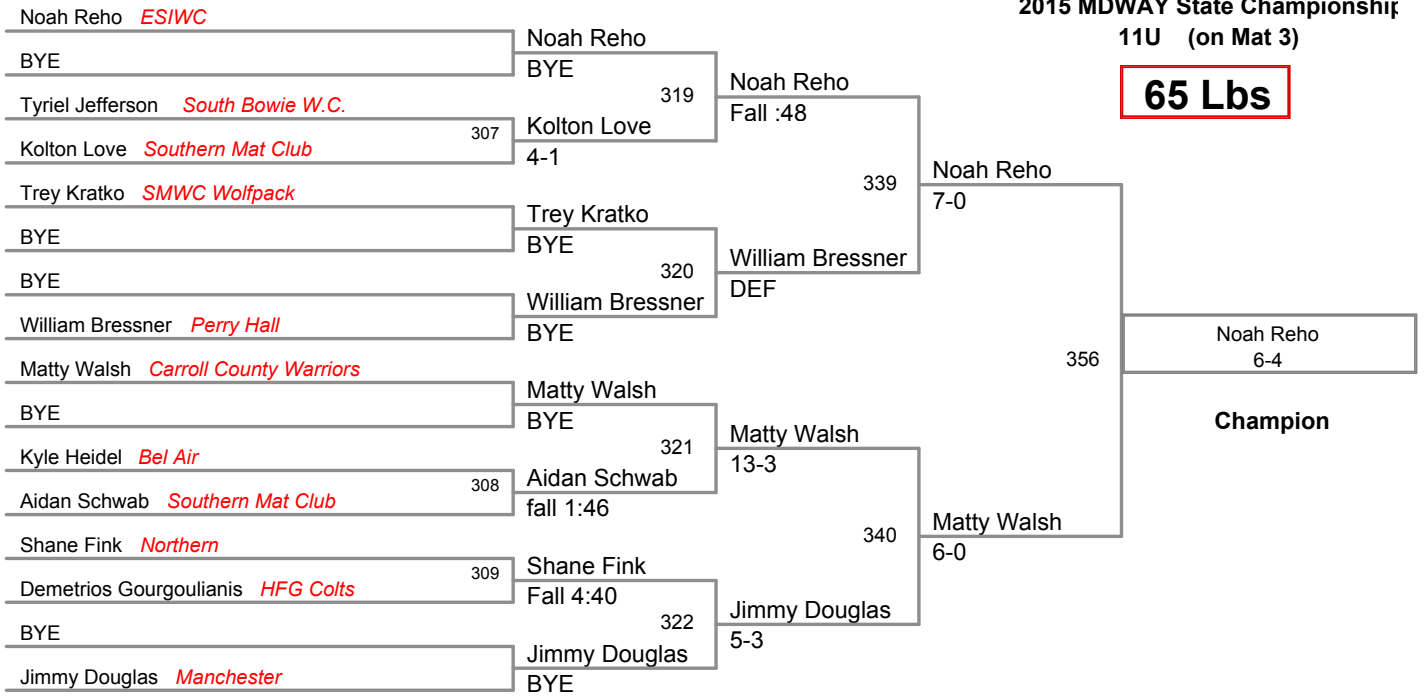 2015 MDWAY State Championship
11U (on Mat 3)
65 Lbs
Noah Reho ESIWC
BYE
Tyriel Jefferson South Bowie W.C.
Kolton Love Southern Mat Club
Trey Kratko SMWC Wolfpack
BYE
BYE
William Bressner Perry Hall
Matty Walsh Carroll County Warriors
BYE
Kyle Heidel Bel Air
Aidan Schwab Southern Mat Club
Shane Fink Northern
Demetrios Gourgoulianis HFG Colts
BYE
Jimmy Douglas Manchester
307
308
309
Noah Reho
BYE
Kolton Love
4-1
Trey Kratko
BYE
William Bressner
BYE
Matty Walsh
BYE
Aidan Schwab
fall 1:46
Shane Fink
Fall 4:40
Jimmy Douglas
BYE
319
320
321
322
Noah Reho
Fall :48
William Bressner
DEF
Matty Walsh
13-3
Jimmy Douglas
5-3
339
340
Noah Reho
7-0
Matty Walsh
6-0
356
Noah Reho
6-4
Champion